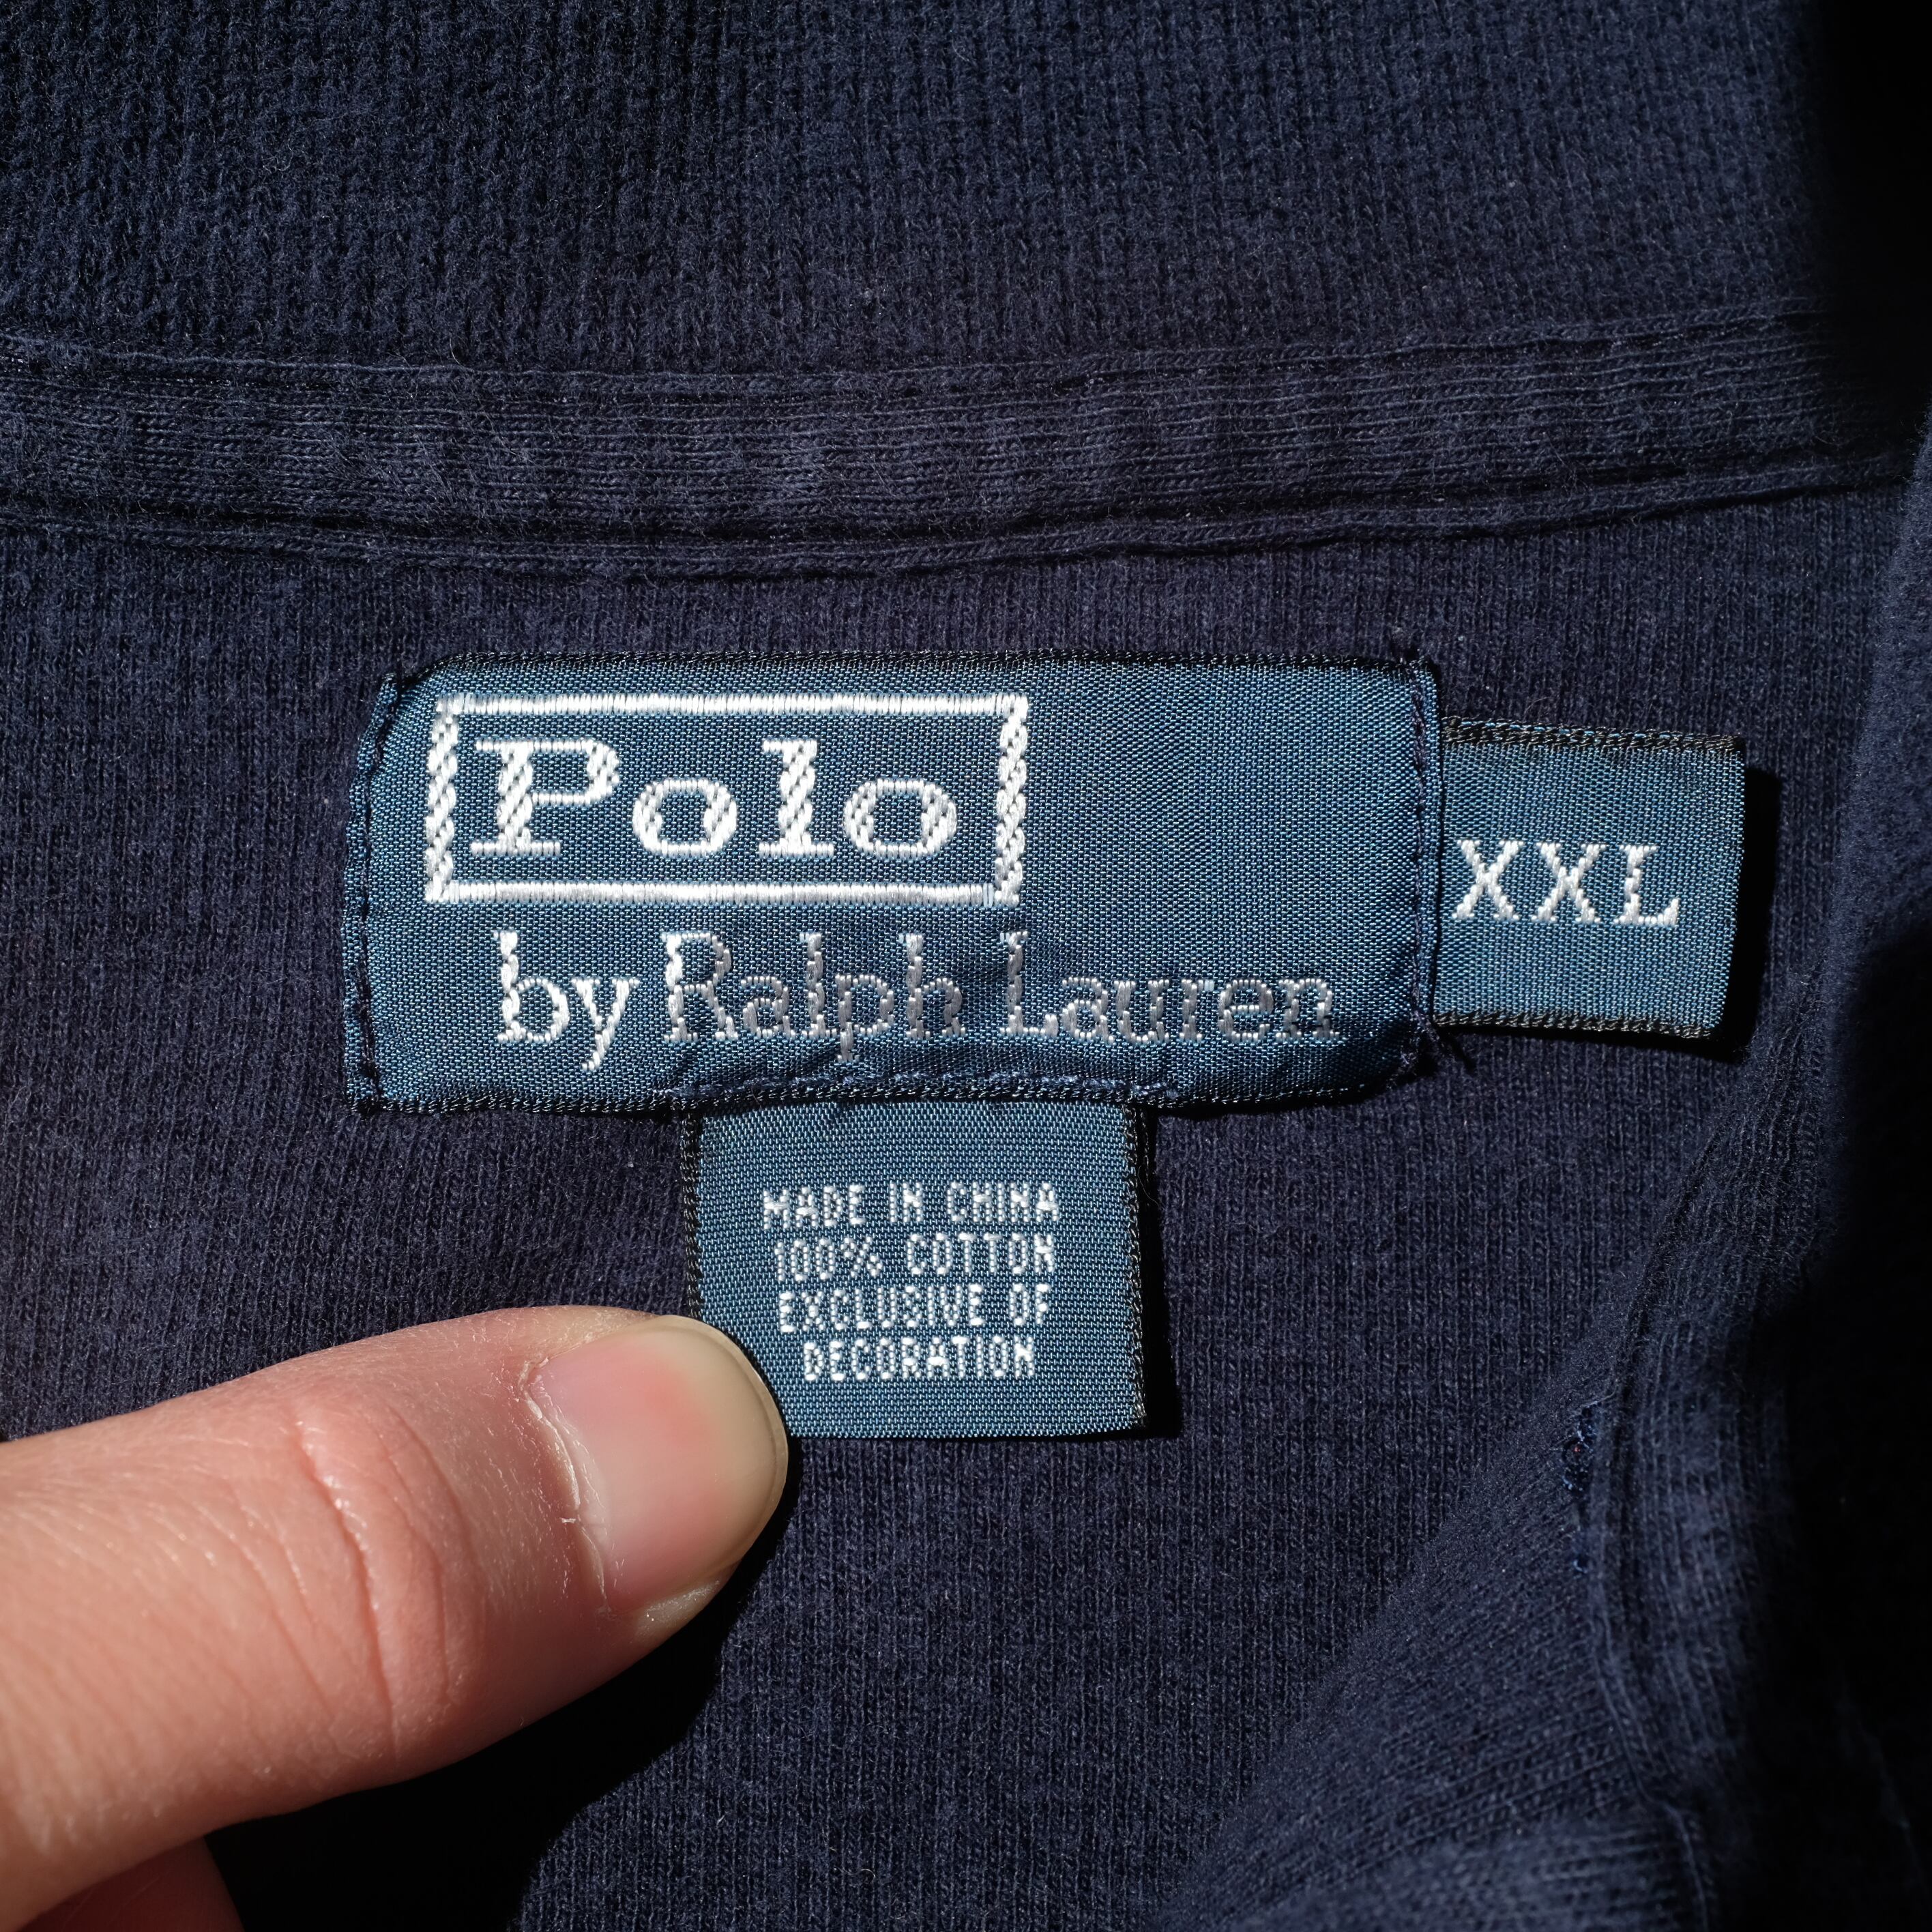 Polo
by Ralph Lauren
XXL
MADE IN CHINA
100% COTTON
EXCLUSIVE OF
DECORATION